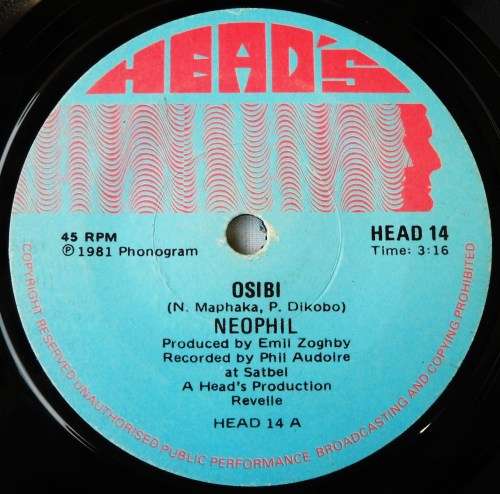 HEAD'S
45 RPM
HEAD 14
℗ 1981 Phonogram
Time: 3:16
OSIBI
(N. Maphaka, P. Dikobo)
NEOPHIL
Produced by Emil Zoghby
Recorded by Phil Audoire
at Satbel
A Head's Production
Revelle
HEAD 14 A
COPYRIGHT RESERVED UNAUTHORISED PUBLIC PERFORMANCE, BROADCASTING AND COPYING PROHIBITED